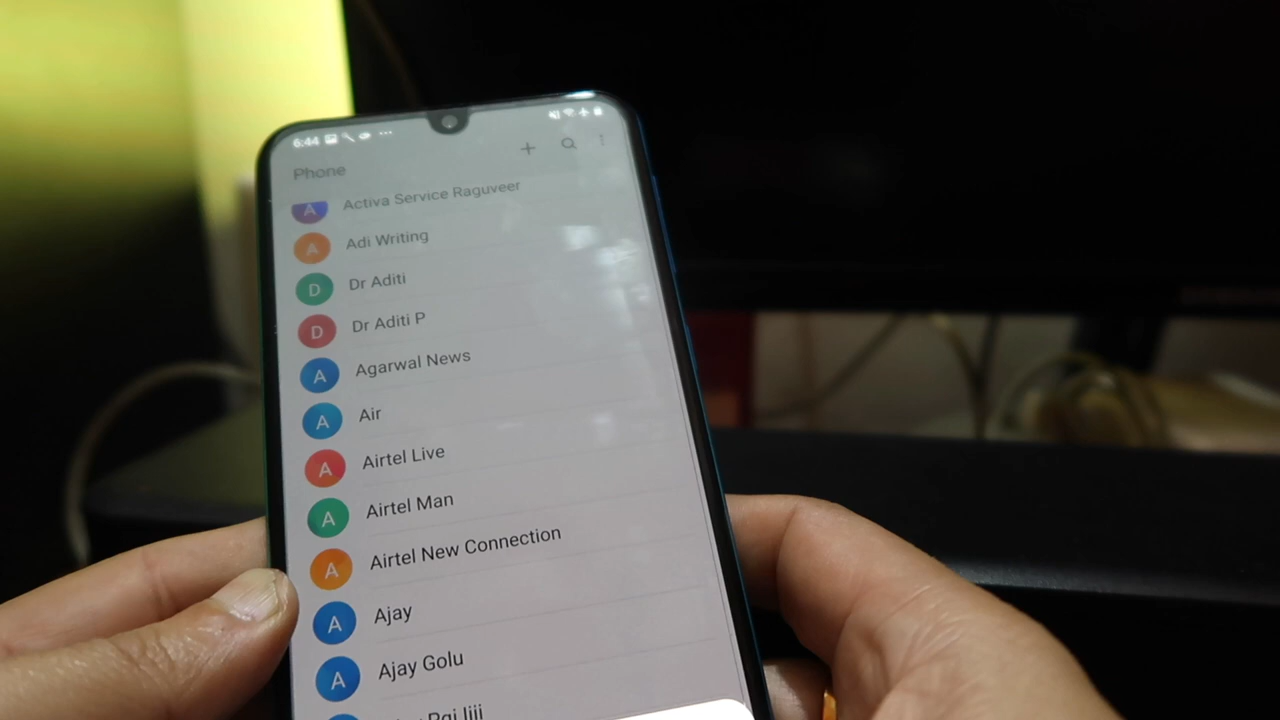 6:44
Phone
A Activa Service Raguveer
A Adi Writing
D Dr Aditi
D Dr Aditi P
A Agarwal News
A Air
A Airtel Live
A Airtel Man
A Airtel New Connection
A Ajay
A Ajay Golu